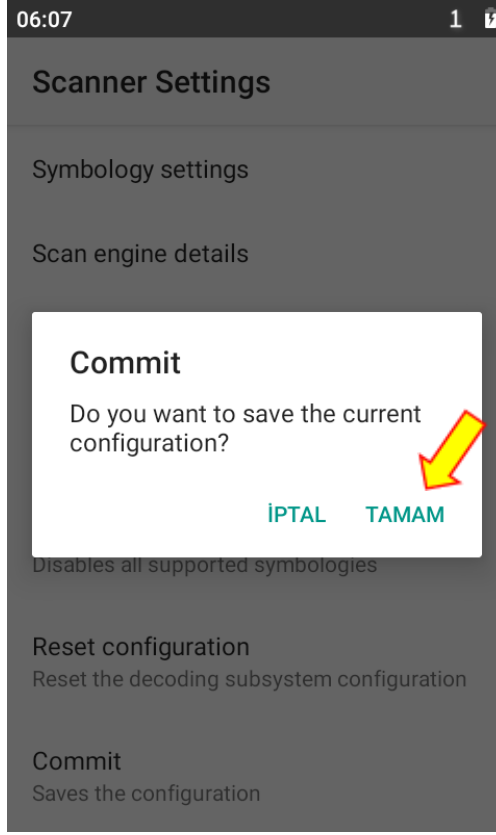 06:07 1
Scanner Settings
Symbology settings
Scan engine details
Commit
Do you want to save the current
configuration?
İPTAL TAMAM
Disables all supported symbologies
Reset configuration
Reset the decoding subsystem configuration
Commit
Saves the configuration